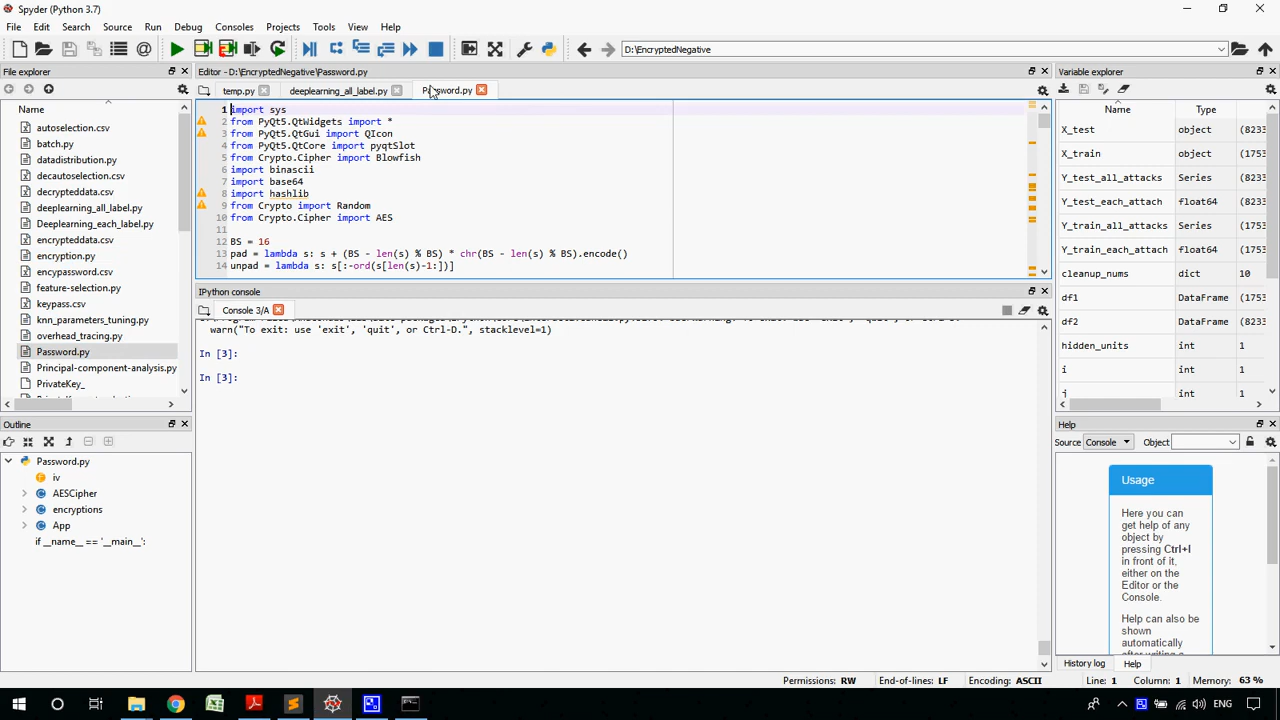 Spyder (Python 3.7)
File Edit Search Source Run Debug Consoles Projects Tools View Help
D:\EncryptedNegative
File explorer
Name
autoselection.csv
batch.py
datadistribution.py
decautoselection.csv
decrypteddata.csv
deeplearning_all_label.py
Deeplearning_each_label.py
encrypteddata.csv
encryption.py
encypassword.csv
feature-selection.py
keypass.csv
knn_parameters_tuning.py
overhead_tracing.py
Password.py
Principal-component-analysis.py
PrivateKey_
Outline
Password.py
iv
AESCipher
encryptions
App
if __name__ == '__main__':
Editor - D:\EncryptedNegative\Password.py
temp.py deeplearning_all_label.py Password.py
1 import sys
2 from PyQt5.QtWidgets import *
3 from PyQt5.QtGui import QIcon
4 from PyQt5.QtCore import pyqtSlot
5 from Crypto.Cipher import Blowfish
6 import binascii
7 import base64
8 import hashlib
9 from Crypto import Random
10 from Crypto.Cipher import AES
11
12 BS = 16
13 pad = lambda s: s + (BS - len(s) % BS) * chr(BS - len(s) % BS).encode()
14 unpad = lambda s: s[:-ord(s[len(s)-1:])]
IPython console
Console 3/A
warn("To exit: use 'exit', 'quit', or Ctrl-D.", stacklevel=1)
In [3]:
In [3]:
Variable explorer
Name Type
X_test object (8233
X_train object (1753
Y_test_all_attacks Series (8233
Y_test_each_attack float64 (8233
Y_train_all_attacks Series (1753
Y_train_each_attach float64 (1753
cleanup_nums dict 10
df1 DataFrame (1753
df2 DataFrame (8233
hidden_units int 1
i int 1
j int 1
Help
Source Console Object
Usage
Here you can
get help of any
object by
pressing Ctrl+I
in front of it,
either on the
Editor or the
Console.
Help can also be
shown
automatically
after writing a
History log Help
Permissions: RW End-of-lines: LF Encoding: ASCII Line: 1 Column: 1 Memory: 63 %
ENG